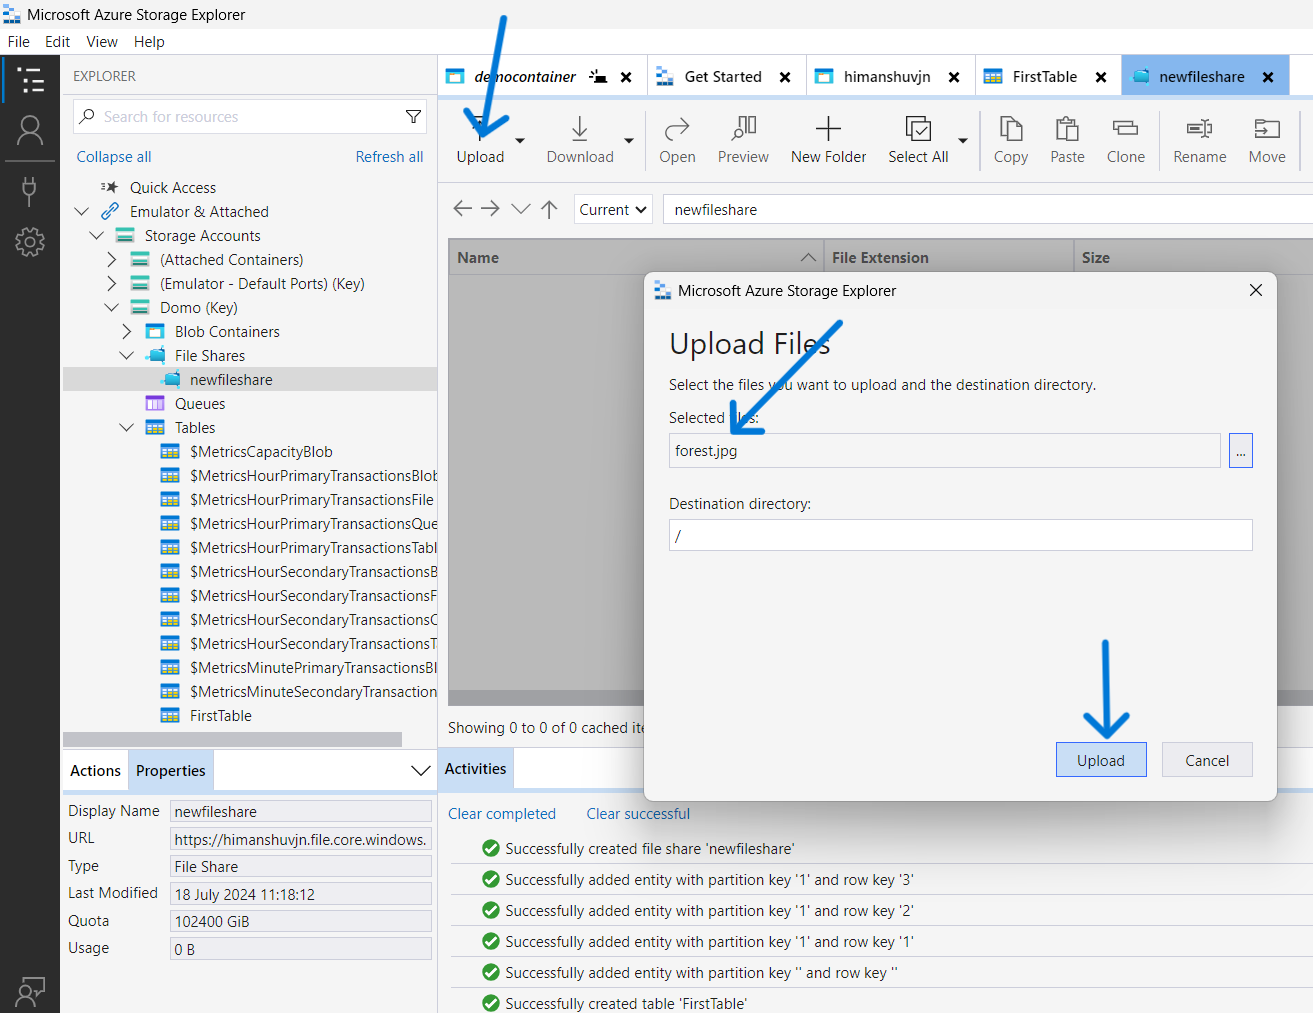 Microsoft Azure Storage Explorer
File Edit View Help
EXPLORER
Search for resources
Collapse all Refresh all
Quick Access
Emulator & Attached
Storage Accounts
(Attached Containers)
(Emulator - Default Ports) (Key)
Domo (Key)
Blob Containers
File Shares
newfileshare
Queues
Tables
$MetricsCapacityBlob
$MetricsHourPrimaryTransactionsBlob
$MetricsHourPrimaryTransactionsFile
$MetricsHourPrimaryTransactionsQue
$MetricsHourPrimaryTransactionsTabl
$MetricsHourSecondaryTransactionsB
$MetricsHourSecondaryTransactionsF
$MetricsHourSecondaryTransactionsC
$MetricsHourSecondaryTransactionsT
$MetricsMinutePrimaryTransactionsBl
$MetricsMinuteSecondaryTransaction
FirstTable
Actions Properties
Display Name newfileshare
URL https://himanshuvjn.file.core.windows.
Type File Share
Last Modified 18 July 2024 11:18:12
Quota 102400 GiB
Usage 0 B
democontainer Get Started himanshuvjn FirstTable newfileshare
Upload Download Open Preview New Folder Select All Copy Paste Clone Rename Move
Current newfileshare
Name File Extension Size
Showing 0 to 0 of 0 cached ite
Microsoft Azure Storage Explorer
Upload Files
Select the files you want to upload and the destination directory.
Selected files:
forest.jpg ...
Destination directory:
/
Upload Cancel
Activities
Clear completed Clear successful
Successfully created file share 'newfileshare'
Successfully added entity with partition key '1' and row key '3'
Successfully added entity with partition key '1' and row key '2'
Successfully added entity with partition key '1' and row key '1'
Successfully added entity with partition key '' and row key ''
Successfully created table 'FirstTable'